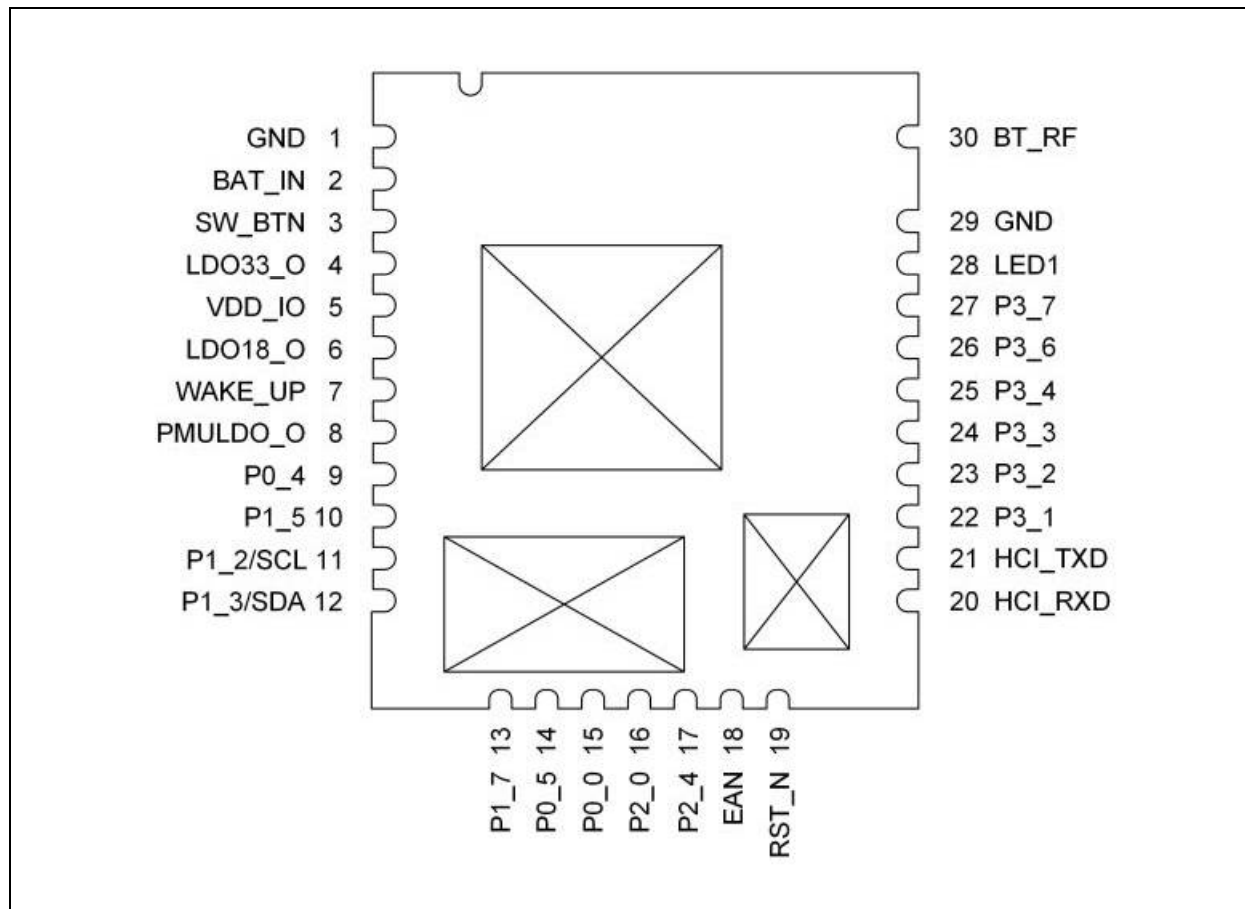 GND 1
BAT_IN 2
SW_BTN 3
LDO33_O 4
VDD_IO 5
LDO18_O 6
WAKE_UP 7
PMULDO_O 8
P0_4 9
P1_5 10
P1_2/SCL 11
P1_3/SDA 12
P1_7 13
P0_5 14
P0_0 15
P2_0 16
P2_4 17
EAN 18
RST_N 19
30 BT_RF
29 GND
28 LED1
27 P3_7
26 P3_6
25 P3_4
24 P3_3
23 P3_2
22 P3_1
21 HCI_TXD
20 HCI_RXD